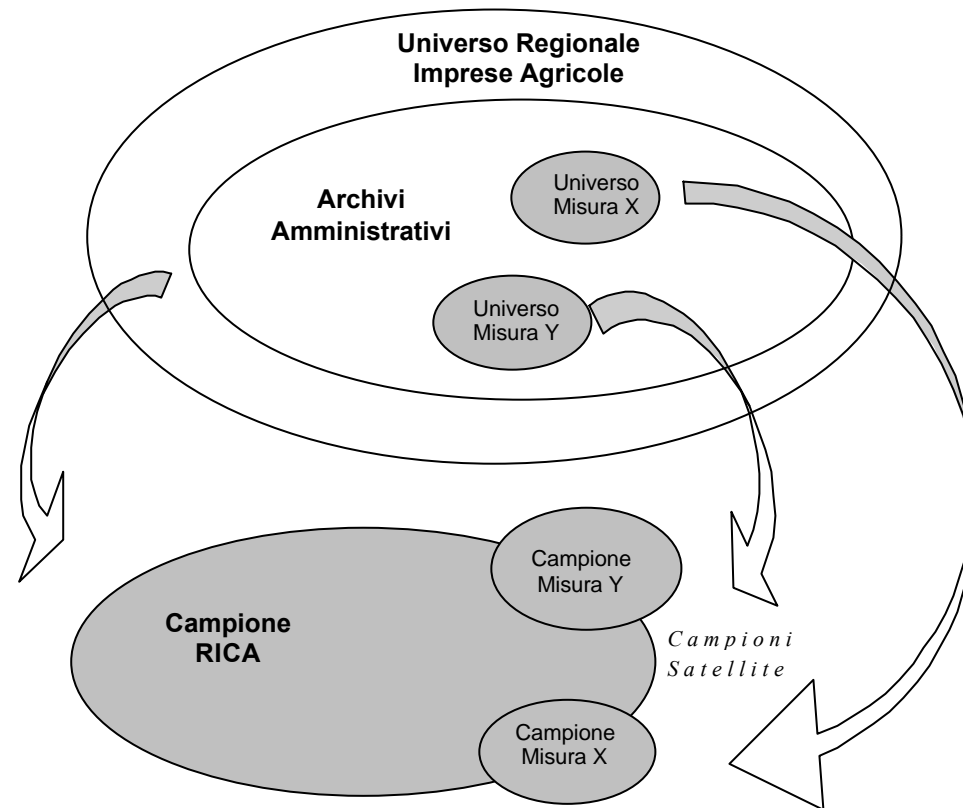 Universo Regionale
Imprese Agricole
Archivi
Amministrativi
Universo
Misura X
Universo
Misura Y
Campione
Misura Y
Campione
RICA
Campioni
Satellite
Campione
Misura X